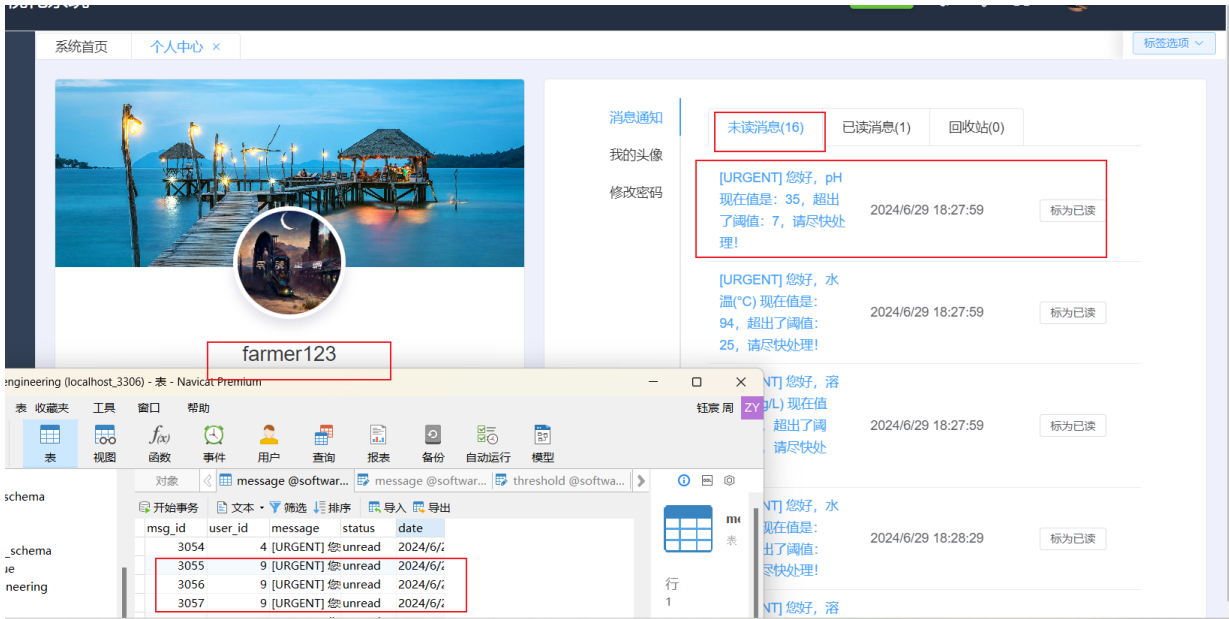 系统首页
个人中心 ×
标签选项
消息通知
我的头像
修改密码
未读消息(16)
已读消息(1)
回收站(0)
[URGENT] 您好，pH
现在值是：35，超出
了阈值：7，请尽快处
理！
2024/6/29 18:27:59
标为已读
[URGENT] 您好，水
温(°C) 现在值是：
94，超出了阈值：
25，请尽快处理！
2024/6/29 18:27:59
标为已读
NT] 您好，溶
g/L) 现在值
超出了阈
请尽快处
2024/6/29 18:27:59
标为已读
NT] 您好，水
现在值是：
出了阈值：
尽快处理！
2024/6/29 18:28:29
标为已读
NT] 您好，溶
farmer123
engineering (localhost_3306) - 表 - Navicat Premium
表 收藏夹 工具 窗口 帮助
钰宸 周 ZY
表 视图 函数 事件 用户 查询 报表 备份 自动运行 模型
f(x)
对象
message @softwar...
message @softwar...
threshold @softwa...
开始事务 文本 筛选 排序 导入 导出
msg_id user_id message status date
3054 4 [URGENT] 您 unread 2024/6/2
3055 9 [URGENT] 您 unread 2024/6/2
3056 9 [URGENT] 您 unread 2024/6/2
3057 9 [URGENT] 您 unread 2024/6/2
schema
_schema
neering
表
行
1